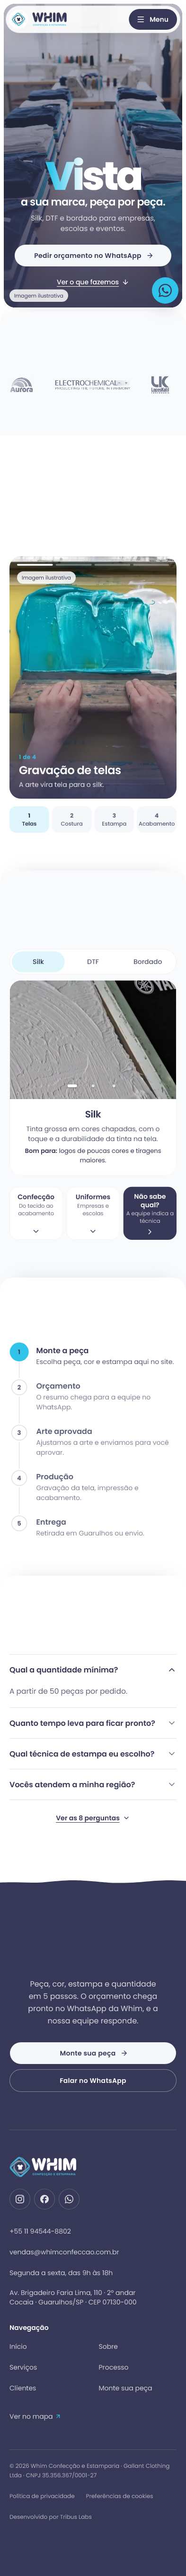 WHIM
Menu
Vista
a sua marca, peça por peça.
Silk, DTF e bordado para empresas,
escolas e eventos.
Pedir orçamento no WhatsApp
Ver o que fazemos
Imagem ilustrativa
Aurora
ELECTROCHEMICAL
UK
Imagem ilustrativa
1 de 4
Gravação de telas
A arte vira tela para o silk.
1
Telas
2
Costura
3
Estampa
4
Acabamento
Silk
DTF
Bordado
Silk
Tinta grossa em cores chapadas, com o
toque e a durabilidade da tinta na tela.
Bom para: logos de poucas cores e tiragens
maiores.
Confecção
Do tecido ao
acabamento
Uniformes
Empresas e
escolas
Não sabe
qual?
A equipe indica a
técnica
1
Monte a peça
Escolha peça, cor e estampa aqui no site.
2
Orçamento
O resumo chega para a equipe no
WhatsApp.
3
Arte aprovada
Ajustamos a arte e enviamos para você
aprovar.
4
Produção
Gravação da tela, impressão e
acabamento.
5
Entrega
Retirada em Guarulhos ou envio.
Qual a quantidade mínima?
A partir de 50 peças por pedido.
Quanto tempo leva para ficar pronto?
Qual técnica de estampa eu escolho?
Vocês atendem a minha região?
Ver as 8 perguntas
Peça, cor, estampa e quantidade
em 5 passos. O orçamento chega
pronto no WhatsApp da Whim, e a
nossa equipe responde.
Monte sua peça
Falar no WhatsApp
WHIM
+55 11 94544-8802
vendas@whimconfeccao.com.br
Segunda a sexta, das 9h às 18h
Av. Brigadeiro Faria Lima, 110 · 2º andar
Cocaia · Guarulhos/SP · CEP 07130-000
Navegação
Início
Sobre
Serviços
Processo
Clientes
Monte sua peça
Ver no mapa
© 2026 Whim Confecção e Estamparia · Gallant Clothing
Ltda · CNPJ 35.355.367/0001-27
Política de privacidade
Preferências de cookies
Desenvolvido por Tribus Labs